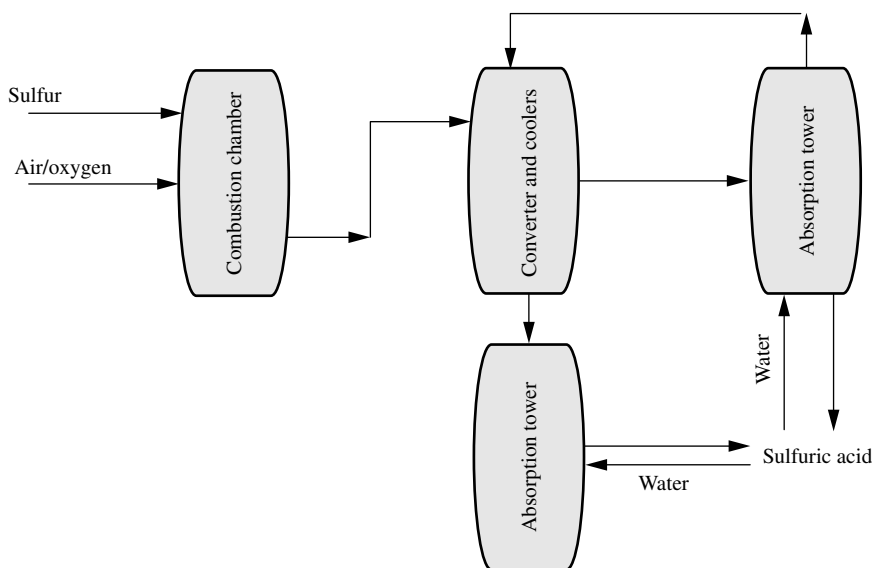 Sulfur
Air/oxygen
Combustion chamber
Converter and coolers
Absorption tower
Water
Sulfuric acid
Absorption tower
Water